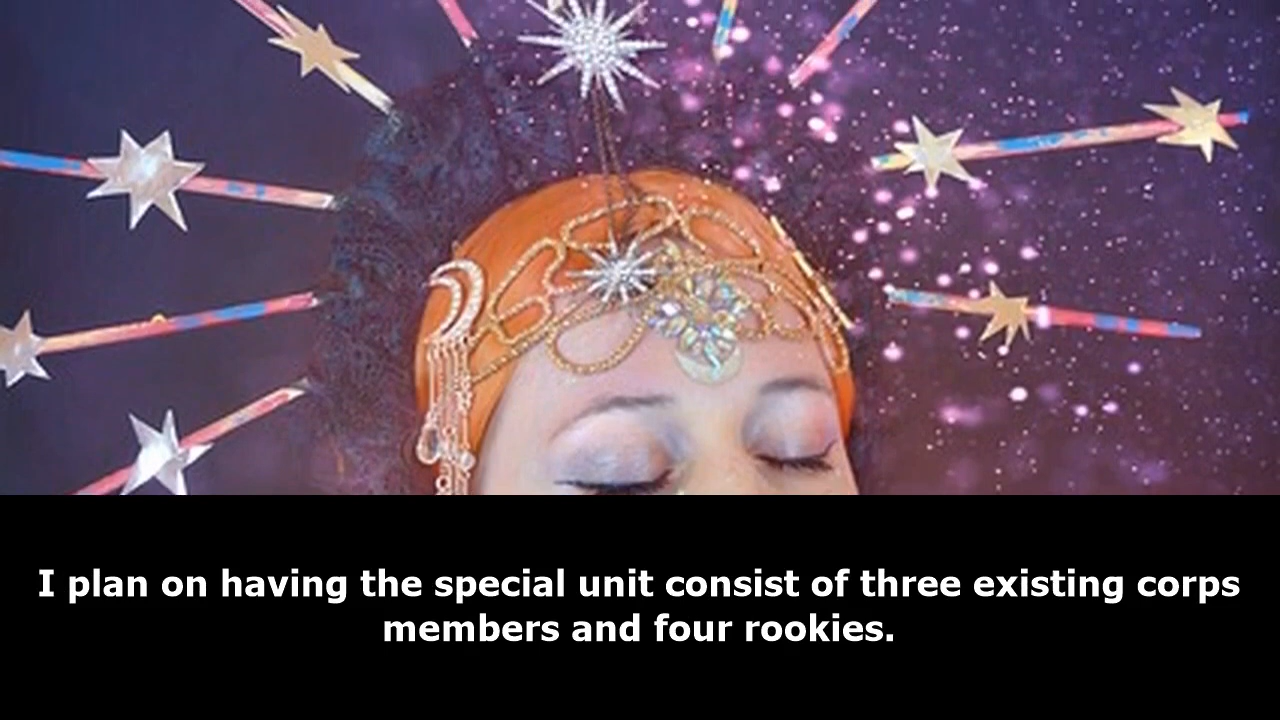 I plan on having the special unit consist of three existing corps
members and four rookies.